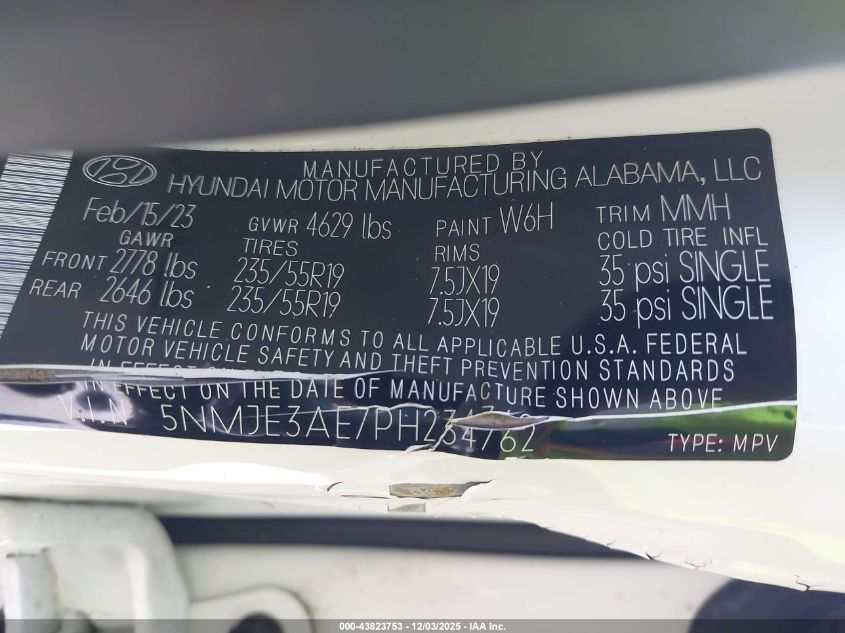 MANUFACTURED BY
HYUNDAI MOTOR MANUFACTURING ALABAMA, LLC
Feb/15/23 GVWR 4629 lbs PAINT W6H TRIM MMH
GAWR TIRES RIMS COLD TIRE INFL
FRONT 2778 lbs 235/55R19 7.5JX19 35 psi SINGLE
REAR 2646 lbs 235/55R19 7.5JX19 35 psi SINGLE
THIS VEHICLE CONFORMS TO ALL APPLICABLE U.S.A. FEDERAL
MOTOR VEHICLE SAFETY AND THEFT PREVENTION STANDARDS
IN EFFECT ON THE DATE OF MANUFACTURE SHOWN ABOVE
V.I.N 5NMJE3AE7PH234762 TYPE: MPV
000-43823753 - 12/03/2025 - IAA Inc.